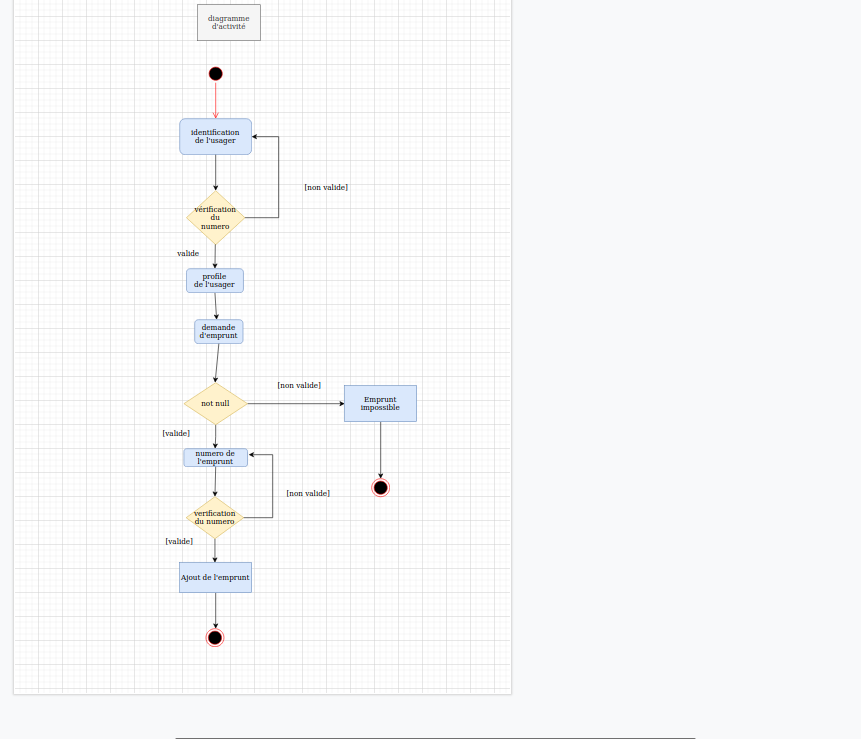 diagramme
d'activité
identification
de l'usager
[non valide]
vérification
du
numero
valide
profile
de l'usager
demande
d'emprunt
[non valide]
not null
Emprunt
impossible
[valide]
numero de
l'emprunt
[non valide]
verification
du numero
[valide]
Ajout de l'emprunt